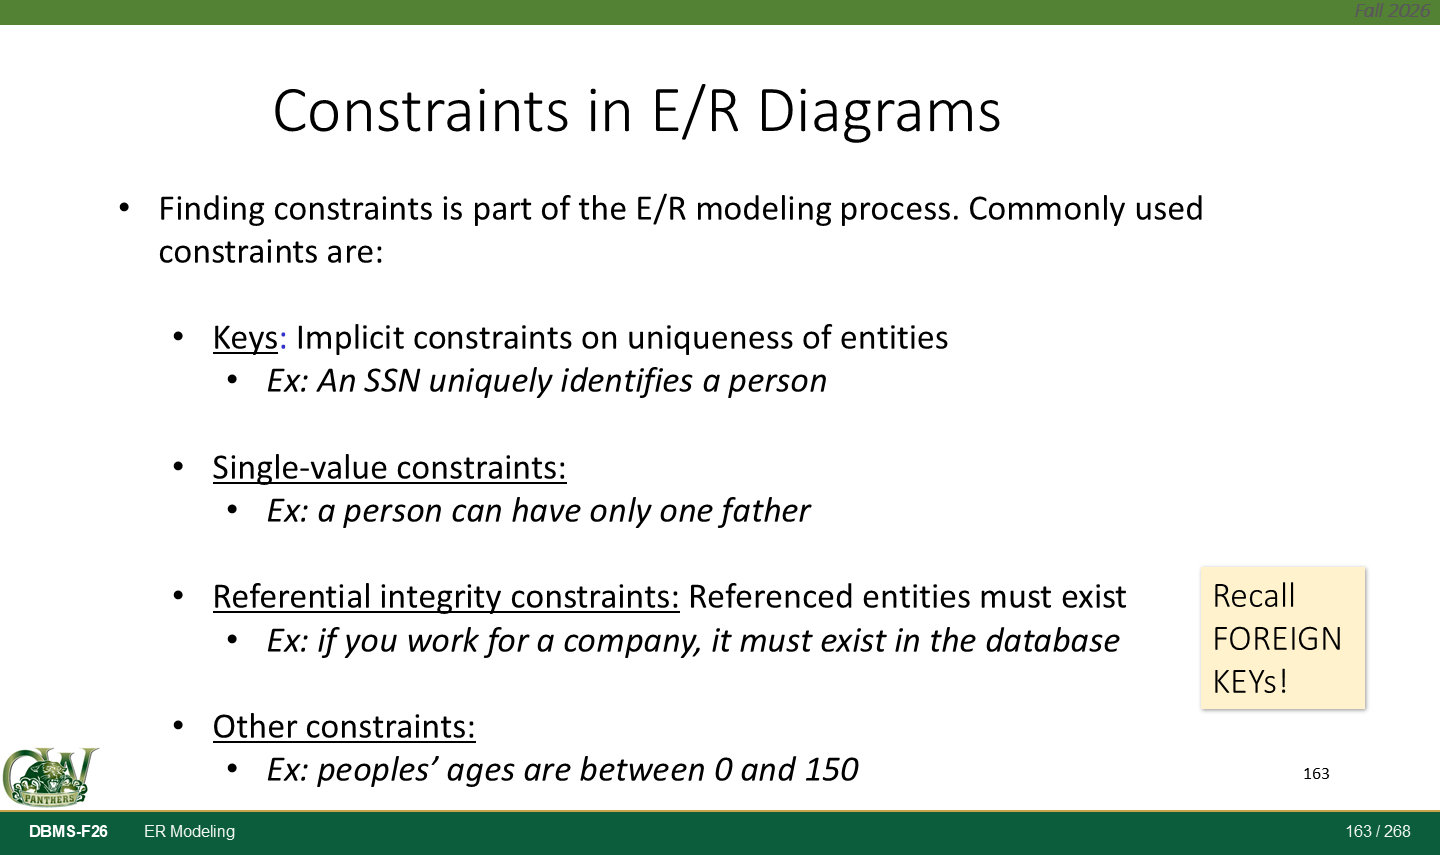 Fall 2026
Constraints in E/R Diagrams
• Finding constraints is part of the E/R modeling process. Commonly used
constraints are:
• Keys: Implicit constraints on uniqueness of entities
• Ex: An SSN uniquely identifies a person
• Single-value constraints:
• Ex: a person can have only one father
• Referential integrity constraints: Referenced entities must exist
• Ex: if you work for a company, it must exist in the database
Recall
FOREIGN
KEYs!
• Other constraints:
• Ex: peoples’ ages are between 0 and 150
163
OW
PANTHERS
DBMS-F26 ER Modeling 163 / 268